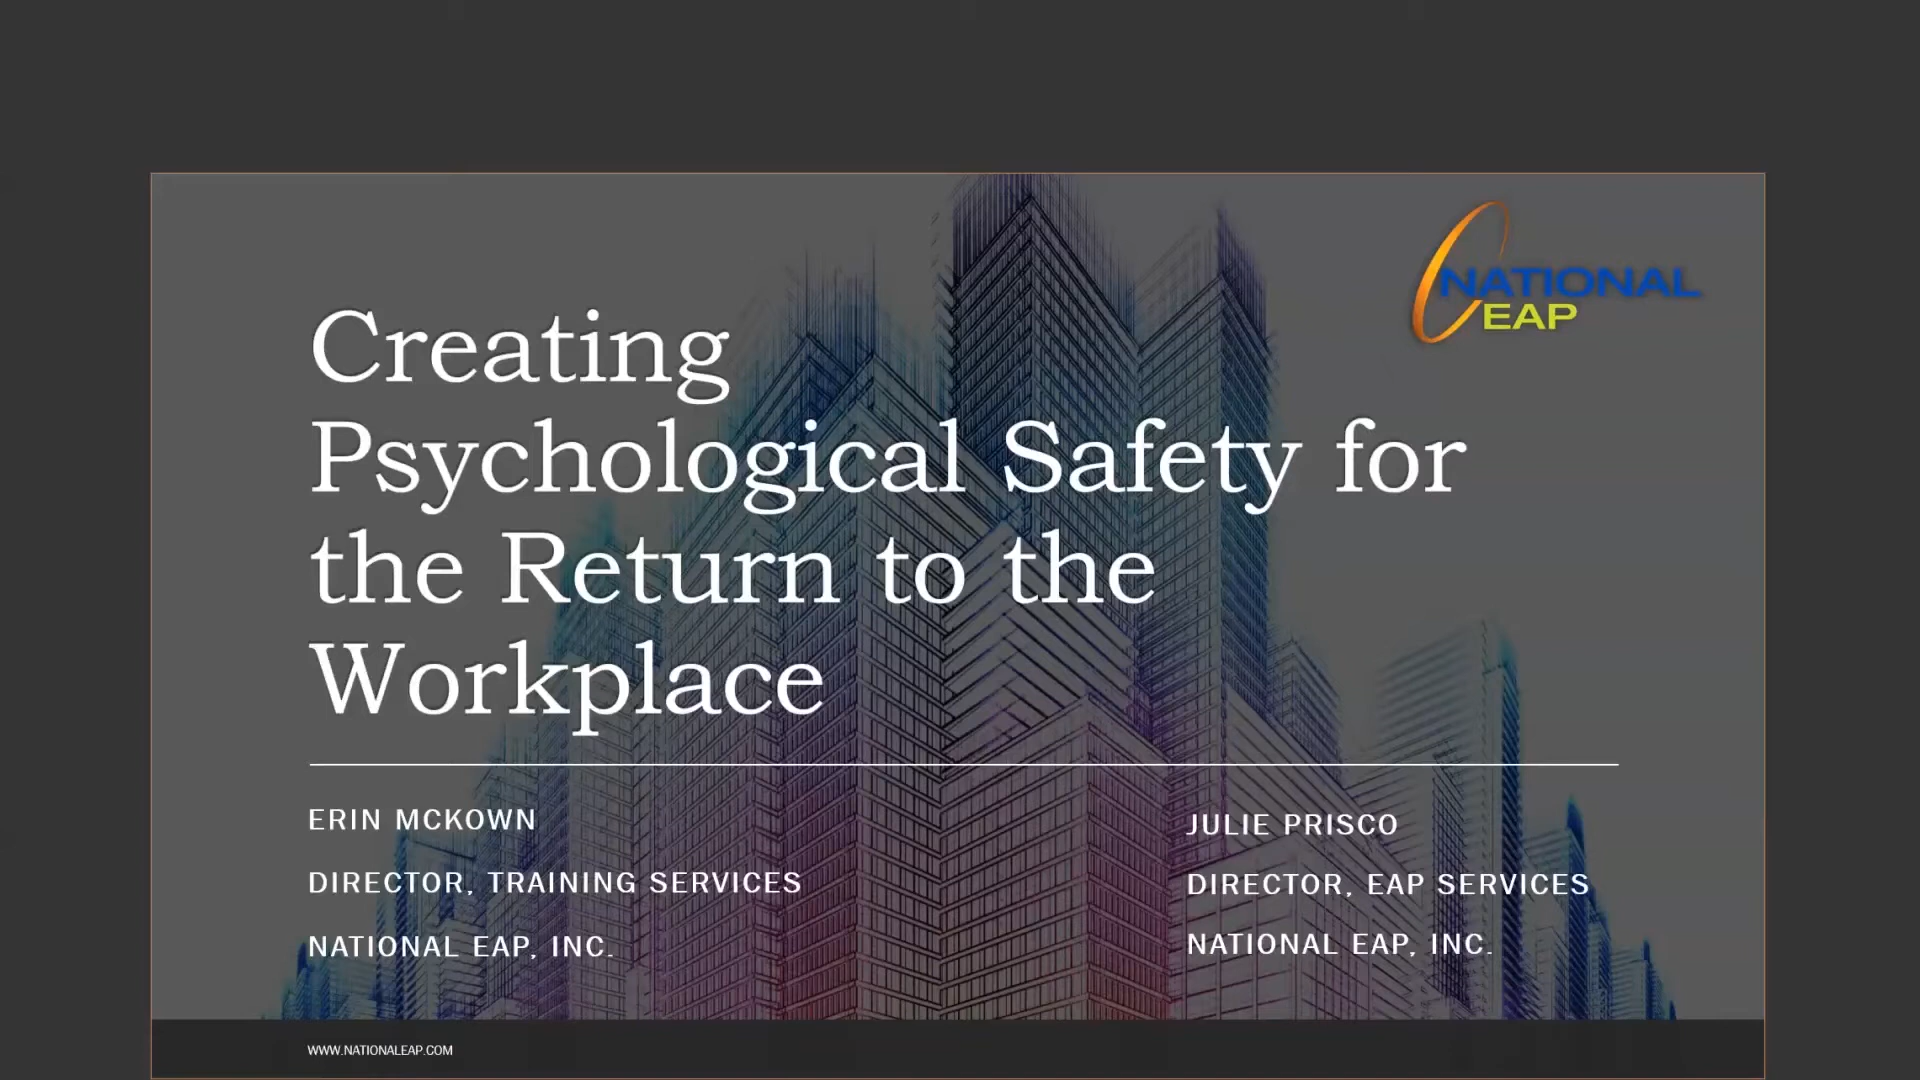 NATIONAL
EAP
Creating
Psychological Safety for
the Return to the
Workplace
ERIN MCKOWN
DIRECTOR, TRAINING SERVICES
NATIONAL EAP, INC.
JULIE PRISCO
DIRECTOR, EAP SERVICES
NATIONAL EAP, INC.
WWW.NATIONALEAP.COM